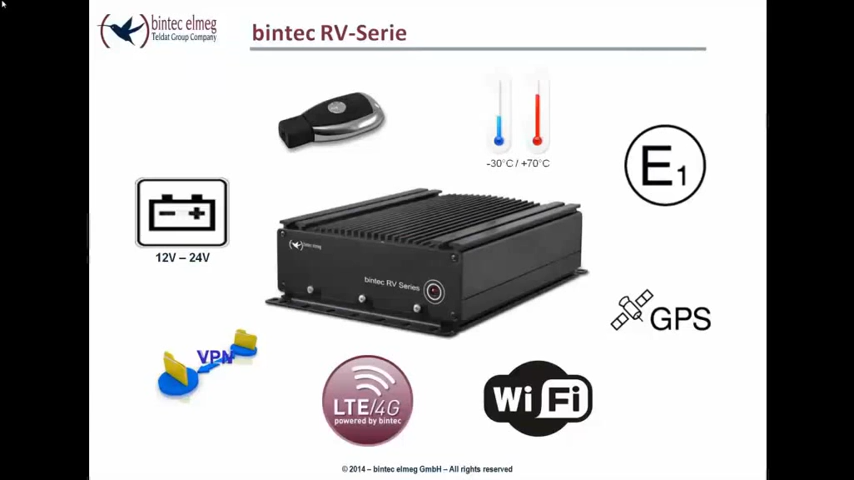 bintec elmeg
Teldat Group Company
bintec RV-Serie
-30°C / +70°C
E1
12V – 24V
bintec elmeg
bintec RV Series
GPS
VPN
LTE/4G
powered by bintec
WiFi
© 2014 – bintec elmeg GmbH – All rights reserved